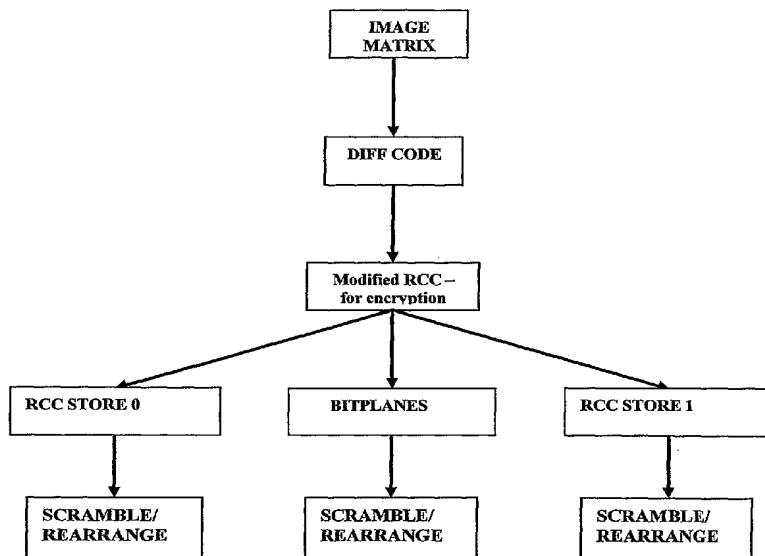 IMAGE
MATRIX
DIFF CODE
Modified RCC –
for encryption
RCC STORE 0
BITPLANES
RCC STORE 1
SCRAMBLE/
REARRANGE
SCRAMBLE/
REARRANGE
SCRAMBLE/
REARRANGE